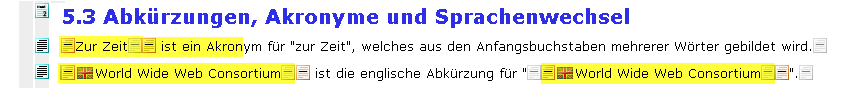 5.3 Abkürzungen, Akronyme und Sprachenwechsel
Zur Zeit ist ein Akronym für "zur Zeit", welches aus den Anfangsbuchstaben mehrerer Wörter gebildet wird.
World Wide Web Consortium ist die englische Abkürzung für "World Wide Web Consortium".